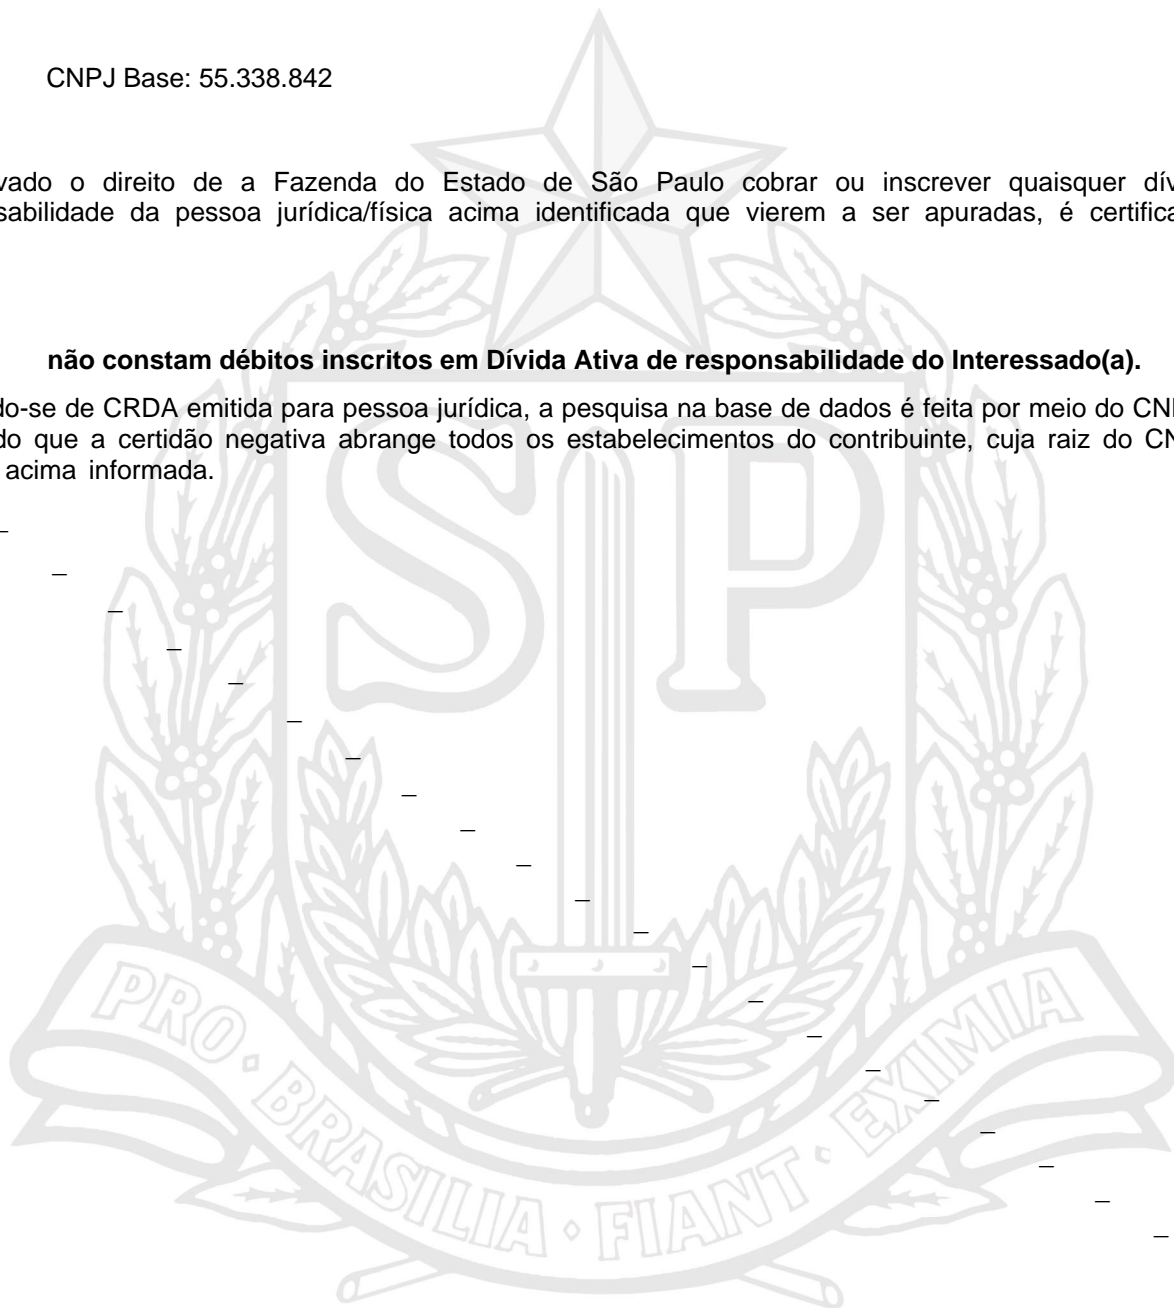 CNPJ Base: 55.338.842
vado o direito de a Fazenda do Estado de São Paulo cobrar ou inscrever quaisquer dív
sabilidade da pessoa jurídica/física acima identificada que vierem a ser apuradas, é certifica
não constam débitos inscritos em Dívida Ativa de responsabilidade do Interessado(a).
do-se de CRDA emitida para pessoa jurídica, a pesquisa na base de dados é feita por meio do CN
do que a certidão negativa abrange todos os estabelecimentos do contribuinte, cuja raiz do CN
acima informada.
SP
PRO • BRASILIA • FIANT • EXIMIA